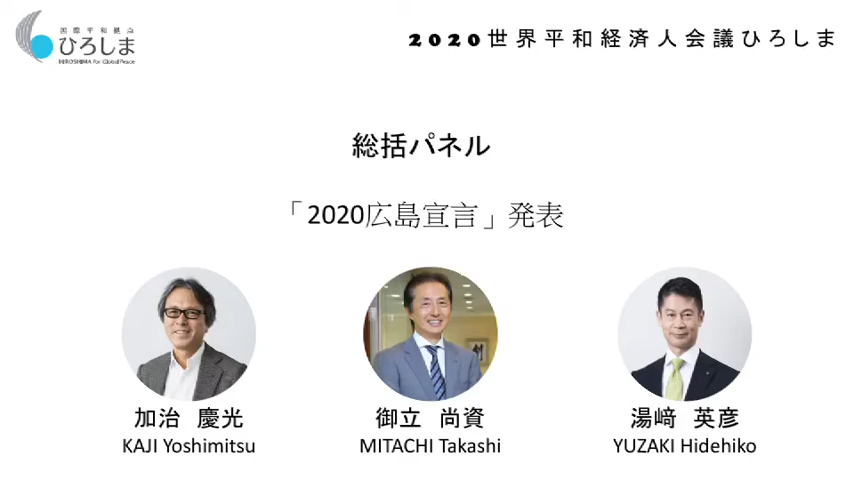 国際平和拠点
ひろしま
HIROSHIMA for Global Peace
2020世界平和経済人会議ひろしま
総括パネル
「2020広島宣言」発表
創
加治 慶光
御立 尚資
湯﨑 英彦
KAJI Yoshimitsu
MITACHI Takashi
YUZAKI Hidehiko